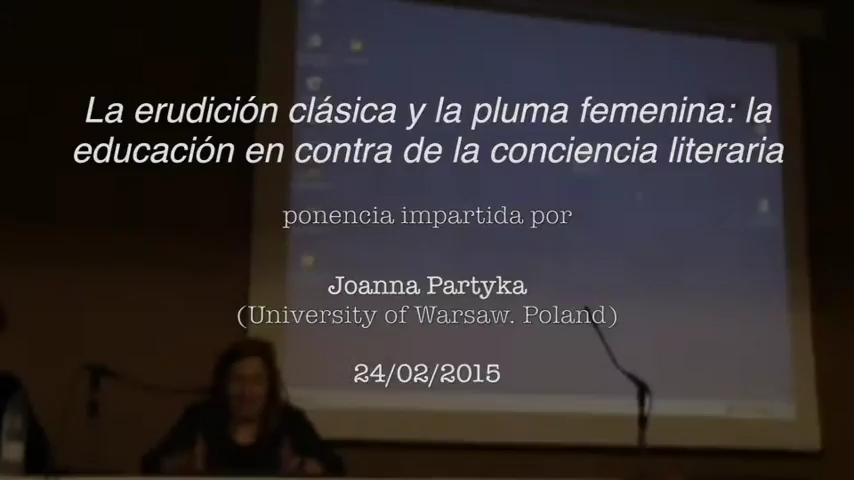 La erudición clásica y la pluma femenina: la
educación en contra de la conciencia literaria
ponencia impartida por
Joanna Partyka
(University of Warsaw. Poland)
24/02/2015